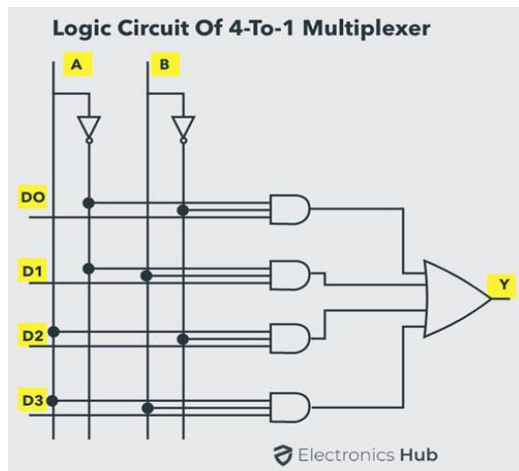 Logic Circuit Of 4-To-1 Multiplexer
A B
DO
D1
Y
D2
D3
Electronics Hub